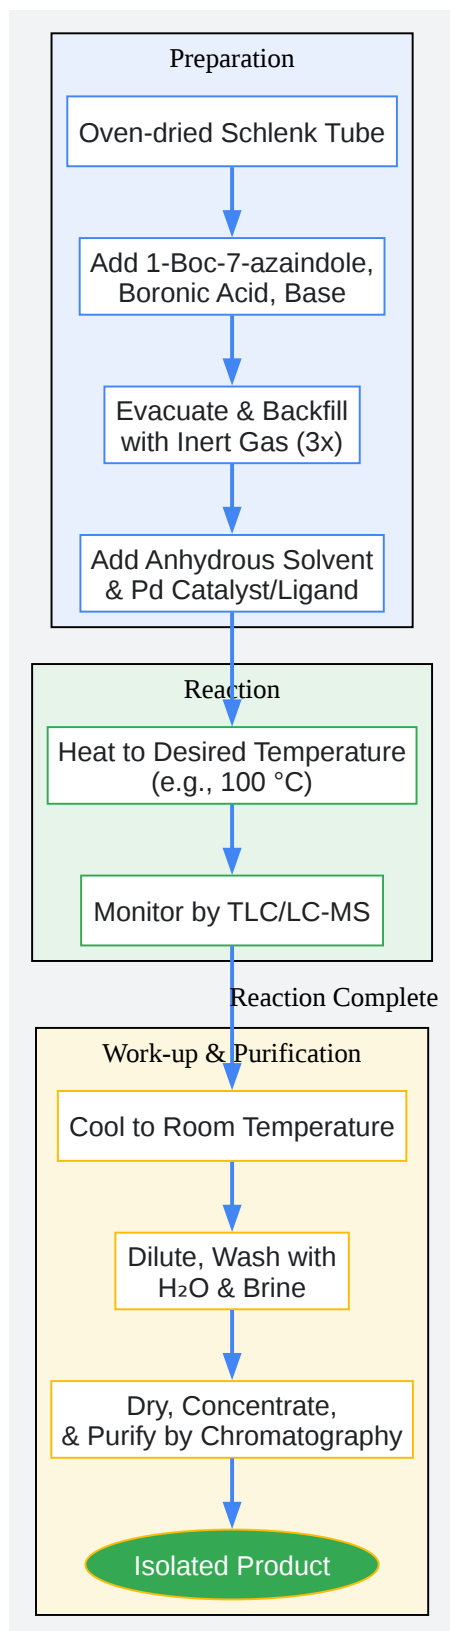 Preparation
Oven-dried Schlenk Tube
Add 1-Boc-7-azaindole,
Boronic Acid, Base
Evacuate & Backfill
with Inert Gas (3x)
Add Anhydrous Solvent
& Pd Catalyst/Ligand
Reaction
Heat to Desired Temperature
(e.g., 100 °C)
Monitor by TLC/LC-MS
Reaction Complete
Work-up & Purification
Cool to Room Temperature
Dilute, Wash with
H₂O & Brine
Dry, Concentrate,
& Purify by Chromatography
Isolated Product